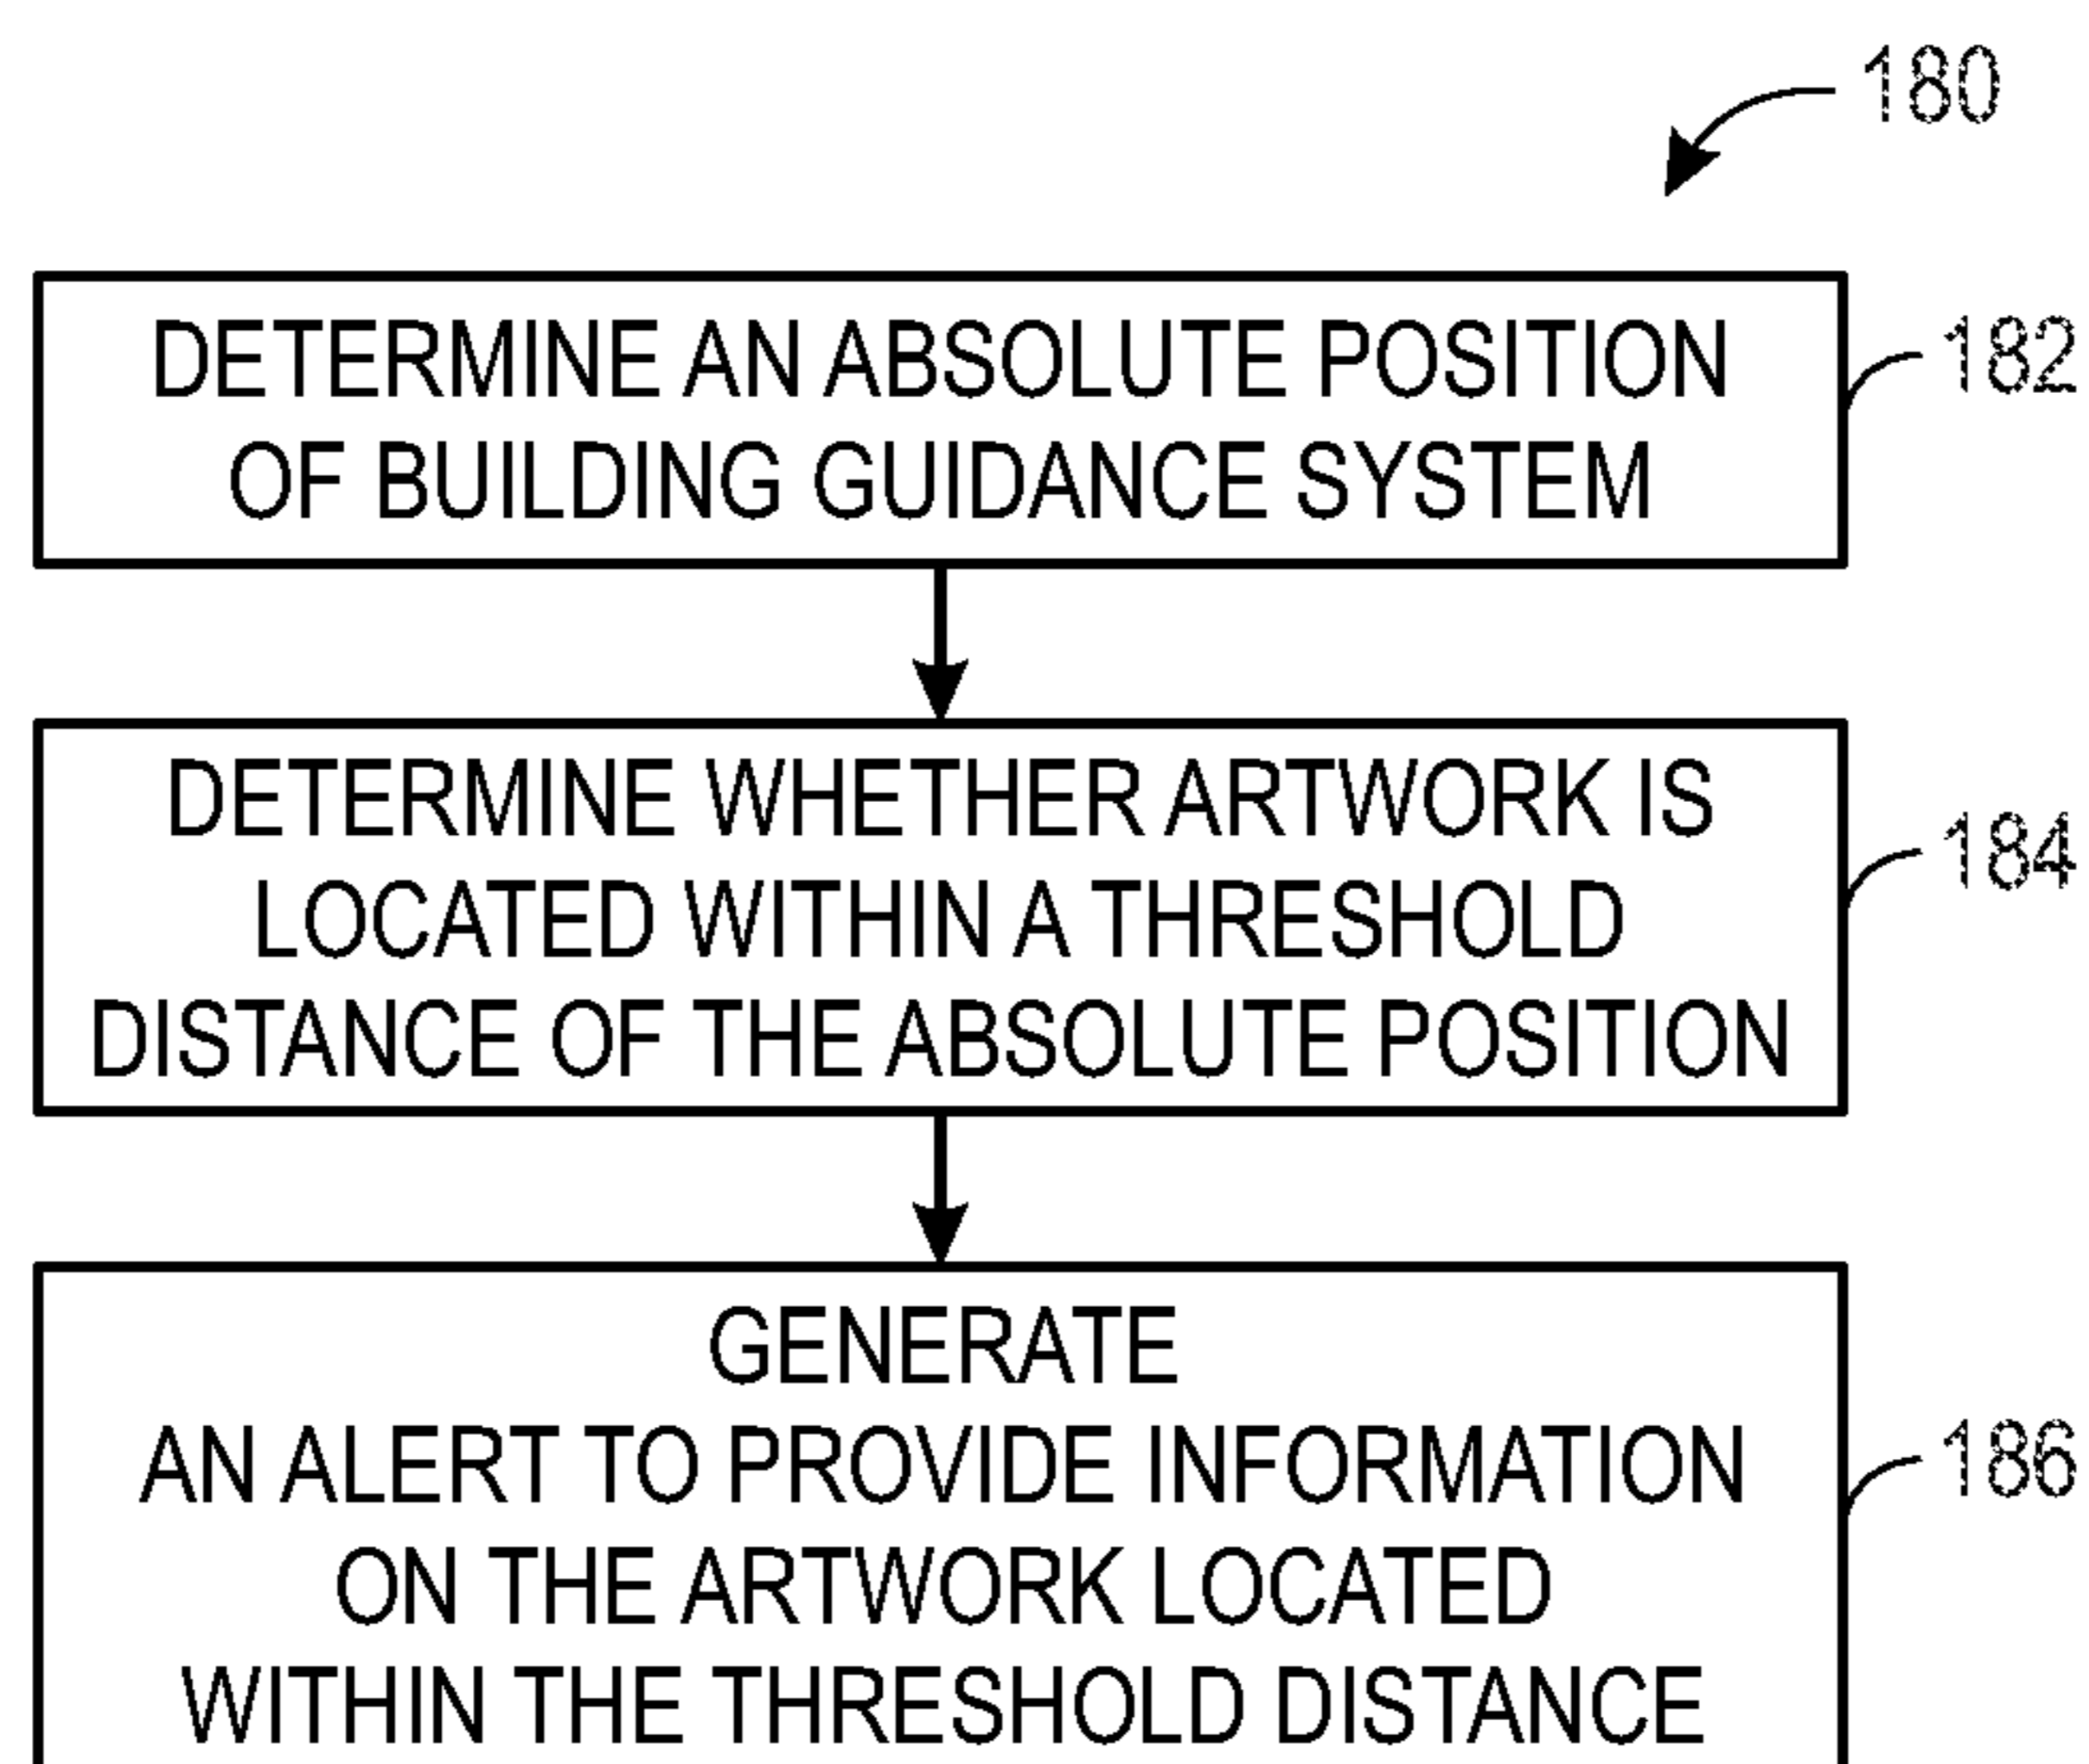 180
DETERMINE AN ABSOLUTE POSITION
OF BUILDING GUIDANCE SYSTEM
182
DETERMINE WHETHER ARTWORK IS
LOCATED WITHIN A THRESHOLD
DISTANCE OF THE ABSOLUTE POSITION
184
GENERATE
AN ALERT TO PROVIDE INFORMATION
ON THE ARTWORK LOCATED
WITHIN THE THRESHOLD DISTANCE
186